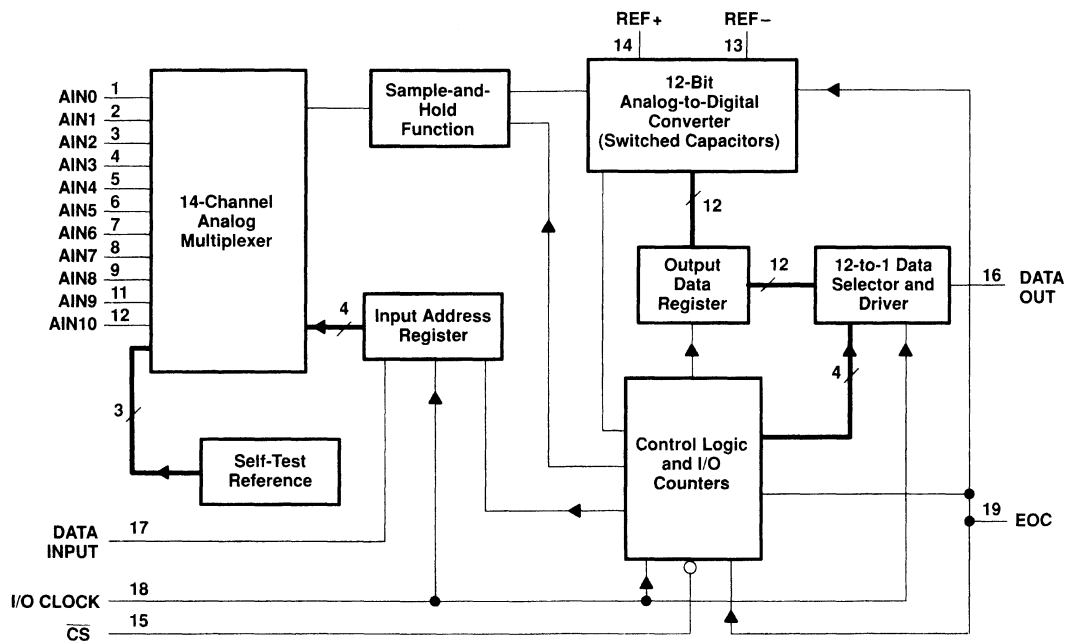 REF+
REF−
14
13
12-Bit
Analog-to-Digital
Converter
(Switched Capacitors)
Sample-and-
Hold
Function
14-Channel
Analog
Multiplexer
AIN0 1
AIN1 2
AIN2 3
AIN3 4
AIN4 5
AIN5 6
AIN6 7
AIN7 8
AIN8 9
AIN9 11
AIN10 12
12
Output
Data
Register
12
12-to-1 Data
Selector and
Driver
16
DATA
OUT
4
Input Address
Register
4
3
Self-Test
Reference
Control Logic
and I/O
Counters
19
EOC
DATA
INPUT
17
I/O CLOCK
18
C̅S̅
15